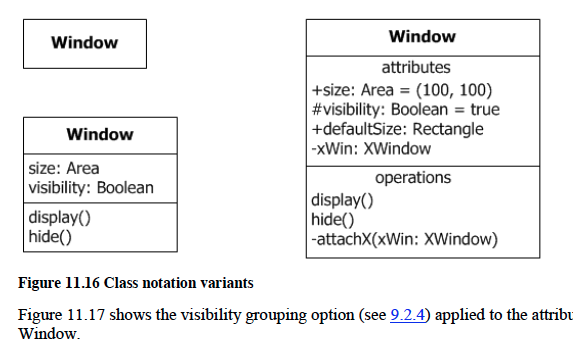 Window
Window
size: Area
visibility: Boolean
display()
hide()
Window
attributes
+size: Area = (100, 100)
#visibility: Boolean = true
+defaultSize: Rectangle
-xWin: XWindow
operations
display()
hide()
-attachX(xWin: XWindow)
Figure 11.16 Class notation variants
Figure 11.17 shows the visibility grouping option (see 9.2.4) applied to the
Window.